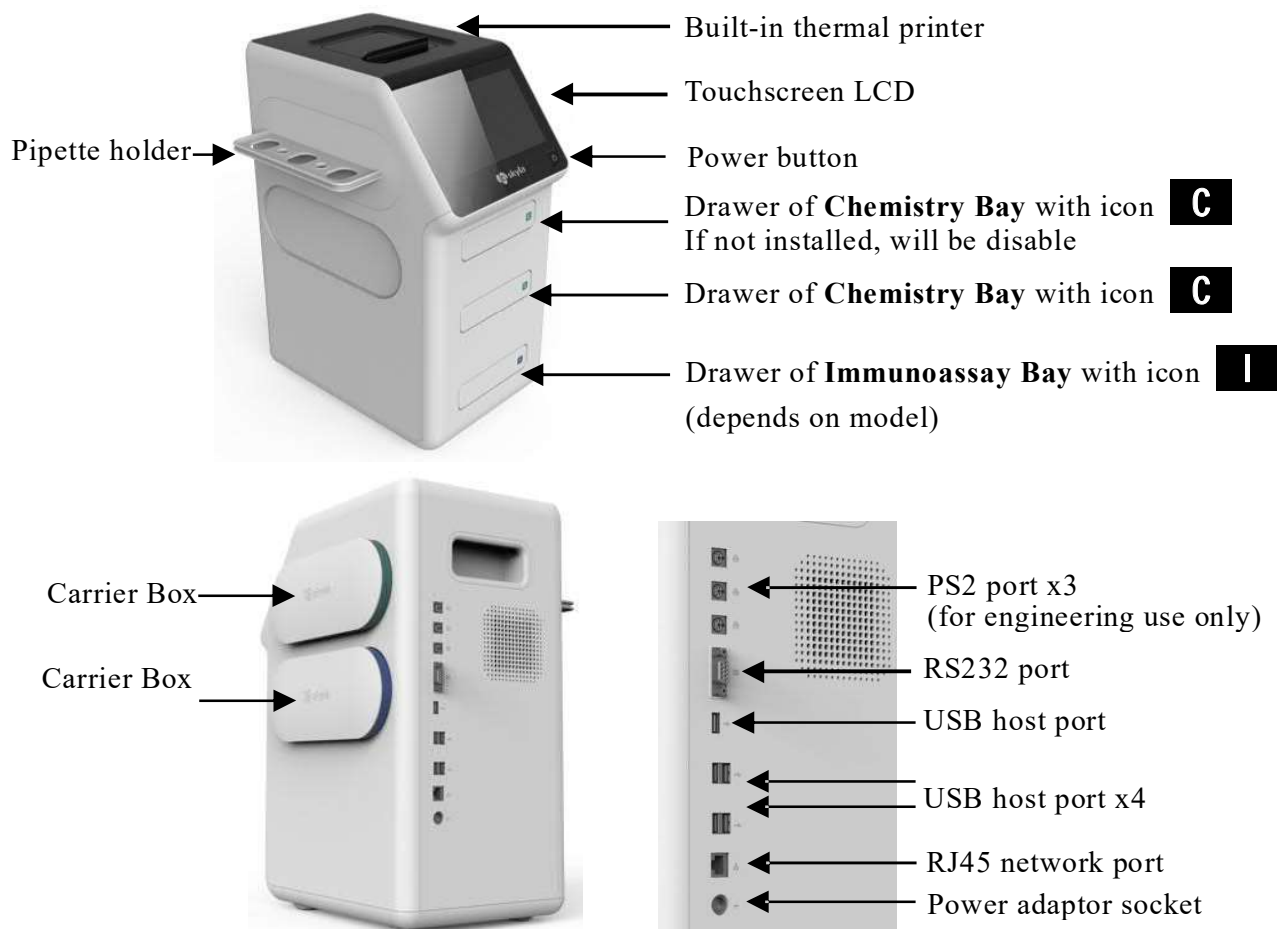 Built-in thermal printer
Touchscreen LCD
Pipette holder
Power button
skyla
Drawer of Chemistry Bay with icon C
If not installed, will be disable
Drawer of Chemistry Bay with icon C
Drawer of Immunoassay Bay with icon I
(depends on model)
Carrier Box
Carrier Box
PS2 port x3
(for engineering use only)
RS232 port
USB host port
USB host port x4
RJ45 network port
Power adaptor socket